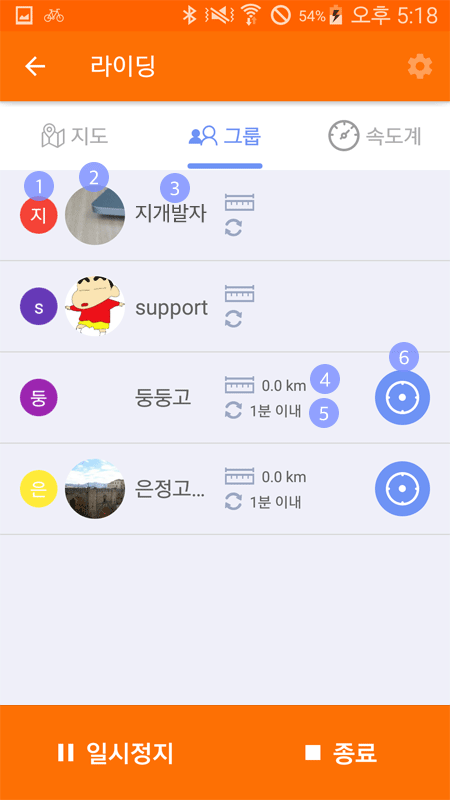 54% 오후 5:18
라이딩
지도 그룹 속도계
1 2 3
지 지개발자
s support
6
둥 둥둥고 0.0 km 4
1분 이내 5
은 은정고... 0.0 km
1분 이내
일시정지 종료